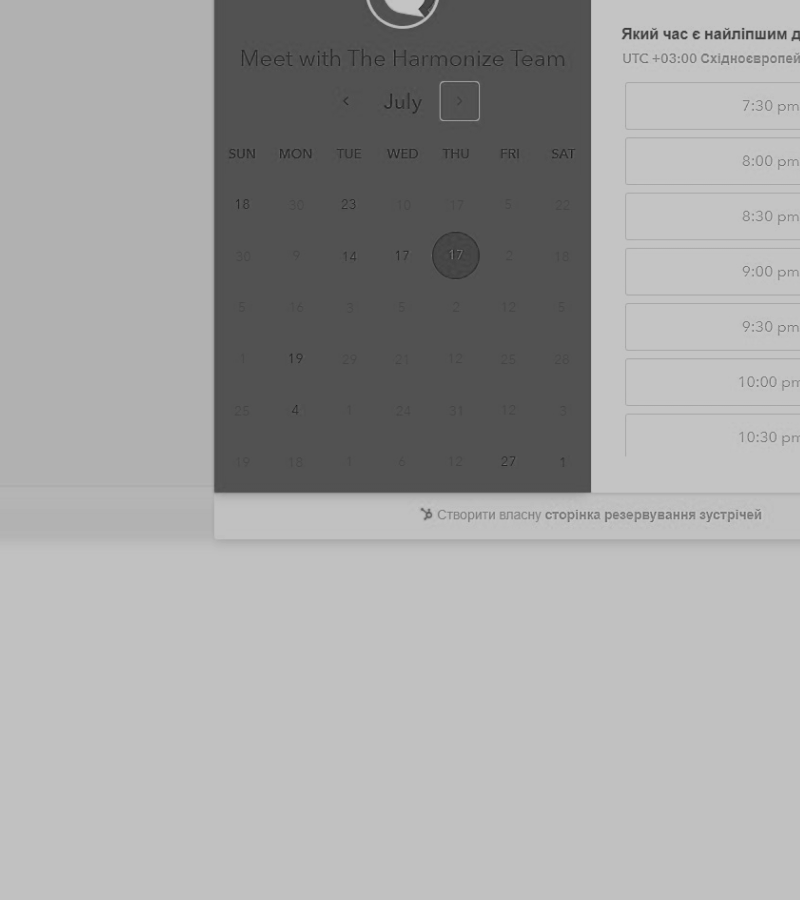 Meet with The Harmonize Team
July
SUN MON TUE WED THU FRI SAT
18 30 23 10 17 5 22
30 9 14 17 17 2 18
5 16 3 5 2 12 5
1 19 29 21 12 25 28
25 4 1 24 31 12 3
19 18 1 6 12 27 1
Який час є найліпшим д
UTC +03:00 Східноєвропей
7:30 pm
8:00 pm
8:30 pm
9:00 pm
9:30 pm
10:00 pm
10:30 pm
Створити власну сторінка резервування зустрічей